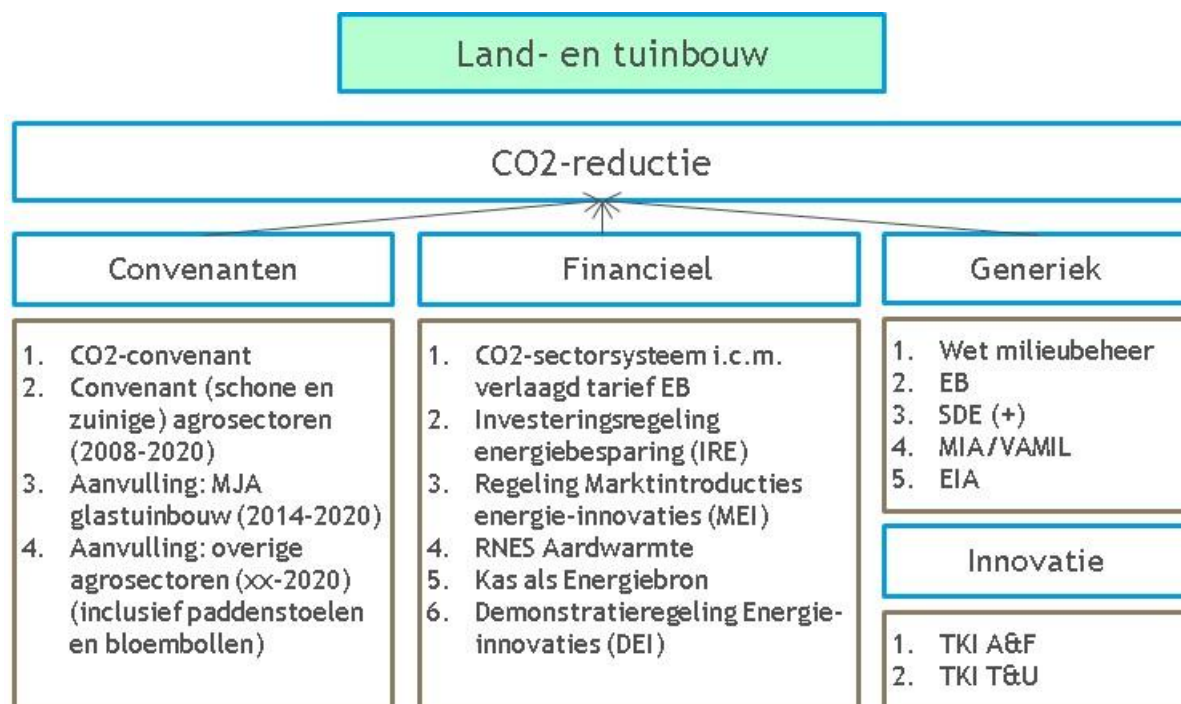 Land- en tuinbouw
CO2-reductie
Convenanten
1. CO2-convenant
2. Convenant (schone en
zuinige) agrosectoren
(2008-2020)
3. Aanvulling: MJA
glastuinbouw (2014-2020)
4. Aanvulling: overige
agrosectoren (xx-2020)
(inclusief paddenstoelen
en bloembollen)
Financieel
1. CO2-sectorsysteem i.c.m.
verlaagd tarief EB
2. Investeringsregeling
energiebesparing (IRE)
3. Regeling Marktintroducties
energie-innovaties (MEI)
4. RNES Aardwarmte
5. Kas als Energiebron
6. Demonstratieregeling Energie-
innovaties (DEI)
Generiek
1. Wet milieubeheer
2. EB
3. SDE (+)
4. MIA/VAMIL
5. EIA
Innovatie
1. TKI A&F
2. TKI T&U